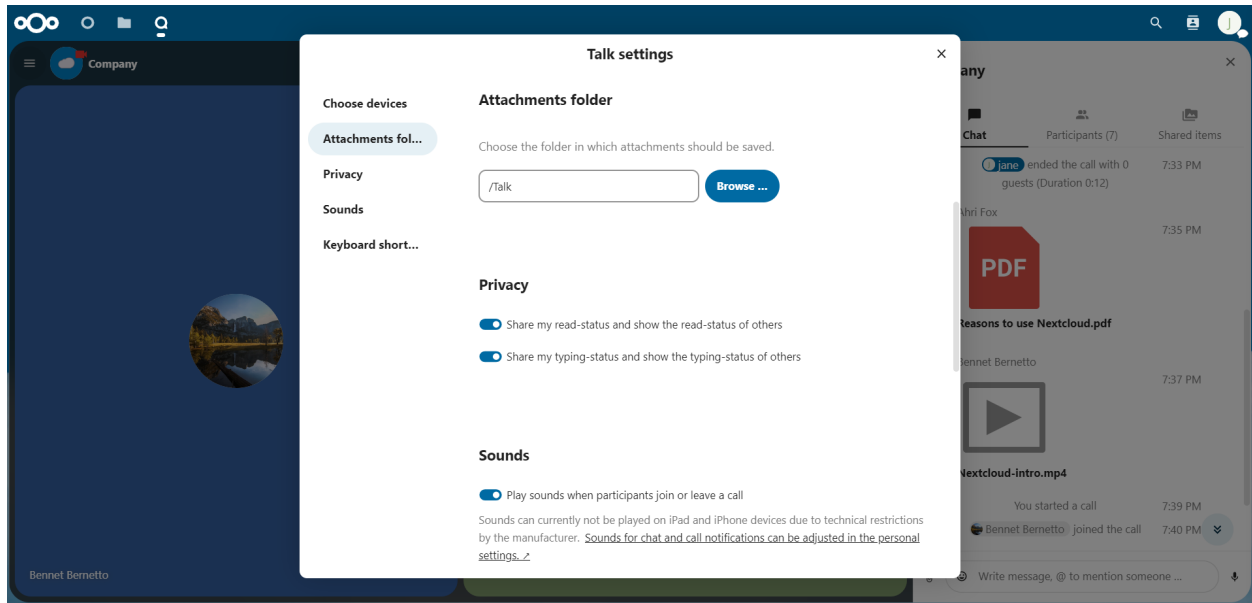 J
Company
Talk settings
any
Choose devices
Attachments fol...
Privacy
Sounds
Keyboard short...
Attachments folder
Choose the folder in which attachments should be saved.
/Talk
Browse ...
Privacy
Share my read-status and show the read-status of others
Share my typing-status and show the typing-status of others
Sounds
Play sounds when participants join or leave a call
Sounds can currently not be played on iPad and iPhone devices due to technical restrictions
by the manufacturer. Sounds for chat and call notifications can be adjusted in the personal
settings. ↗
Chat
Participants (7)
Shared items
jane ended the call with 0 7:33 PM
guests (Duration 0:12)
Ahri Fox
7:35 PM
PDF
Reasons to use Nextcloud.pdf
Bennet Bernetto
7:37 PM
Nextcloud-intro.mp4
You started a call 7:39 PM
Bennet Bernetto joined the call 7:40 PM
Write message, @ to mention someone ...
Bennet Bernetto